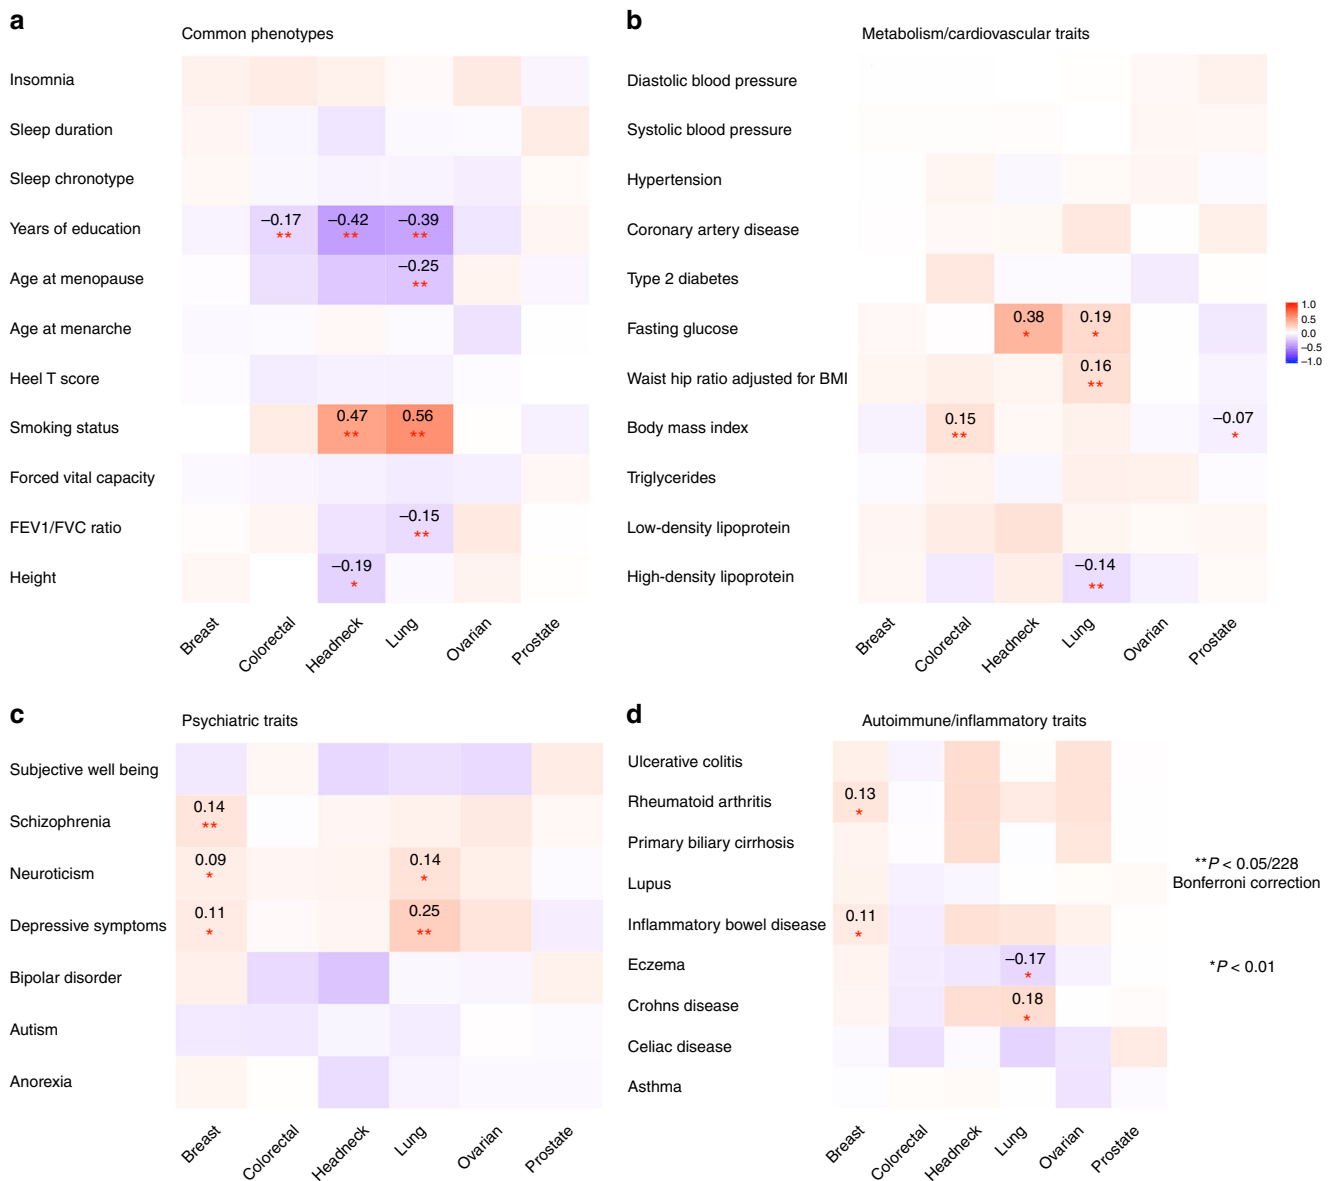 a
Common phenotypes
Insomnia
Sleep duration
Sleep chronotype
Years of education
−0.17 −0.42 −0.39
** ** **
Age at menopause
−0.25
**
Age at menarche
Heel T score
Smoking status
0.47 0.56
** **
Forced vital capacity
FEV1/FVC ratio
−0.15
**
Height
−0.19
*
Breast
Colorectal
Headneck
Lung
Ovarian
Prostate
b
Metabolism/cardiovascular traits
Diastolic blood pressure
Systolic blood pressure
Hypertension
Coronary artery disease
Type 2 diabetes
Fasting glucose
0.38 0.19
* *
Waist hip ratio adjusted for BMI
0.16
**
Body mass index
0.15 −0.07
** *
Triglycerides
Low-density lipoprotein
High-density lipoprotein
−0.14
**
Breast
Colorectal
Headneck
Lung
Ovarian
Prostate
1.0
0.5
0.0
−0.5
−1.0
c
Psychiatric traits
Subjective well being
Schizophrenia
0.14
**
Neuroticism
0.09 0.14
* *
Depressive symptoms
0.11 0.25
* **
Bipolar disorder
Autism
Anorexia
Breast
Colorectal
Headneck
Lung
Ovarian
Prostate
d
Autoimmune/inflammatory traits
Ulcerative colitis
Rheumatoid arthritis
0.13
*
Primary biliary cirrhosis
Lupus
Inflammatory bowel disease
0.11
*
Eczema
−0.17
*
Crohns disease
0.18
*
Celiac disease
Asthma
Breast
Colorectal
Headneck
Lung
Ovarian
Prostate
**P < 0.05/228
Bonferroni correction
*P < 0.01